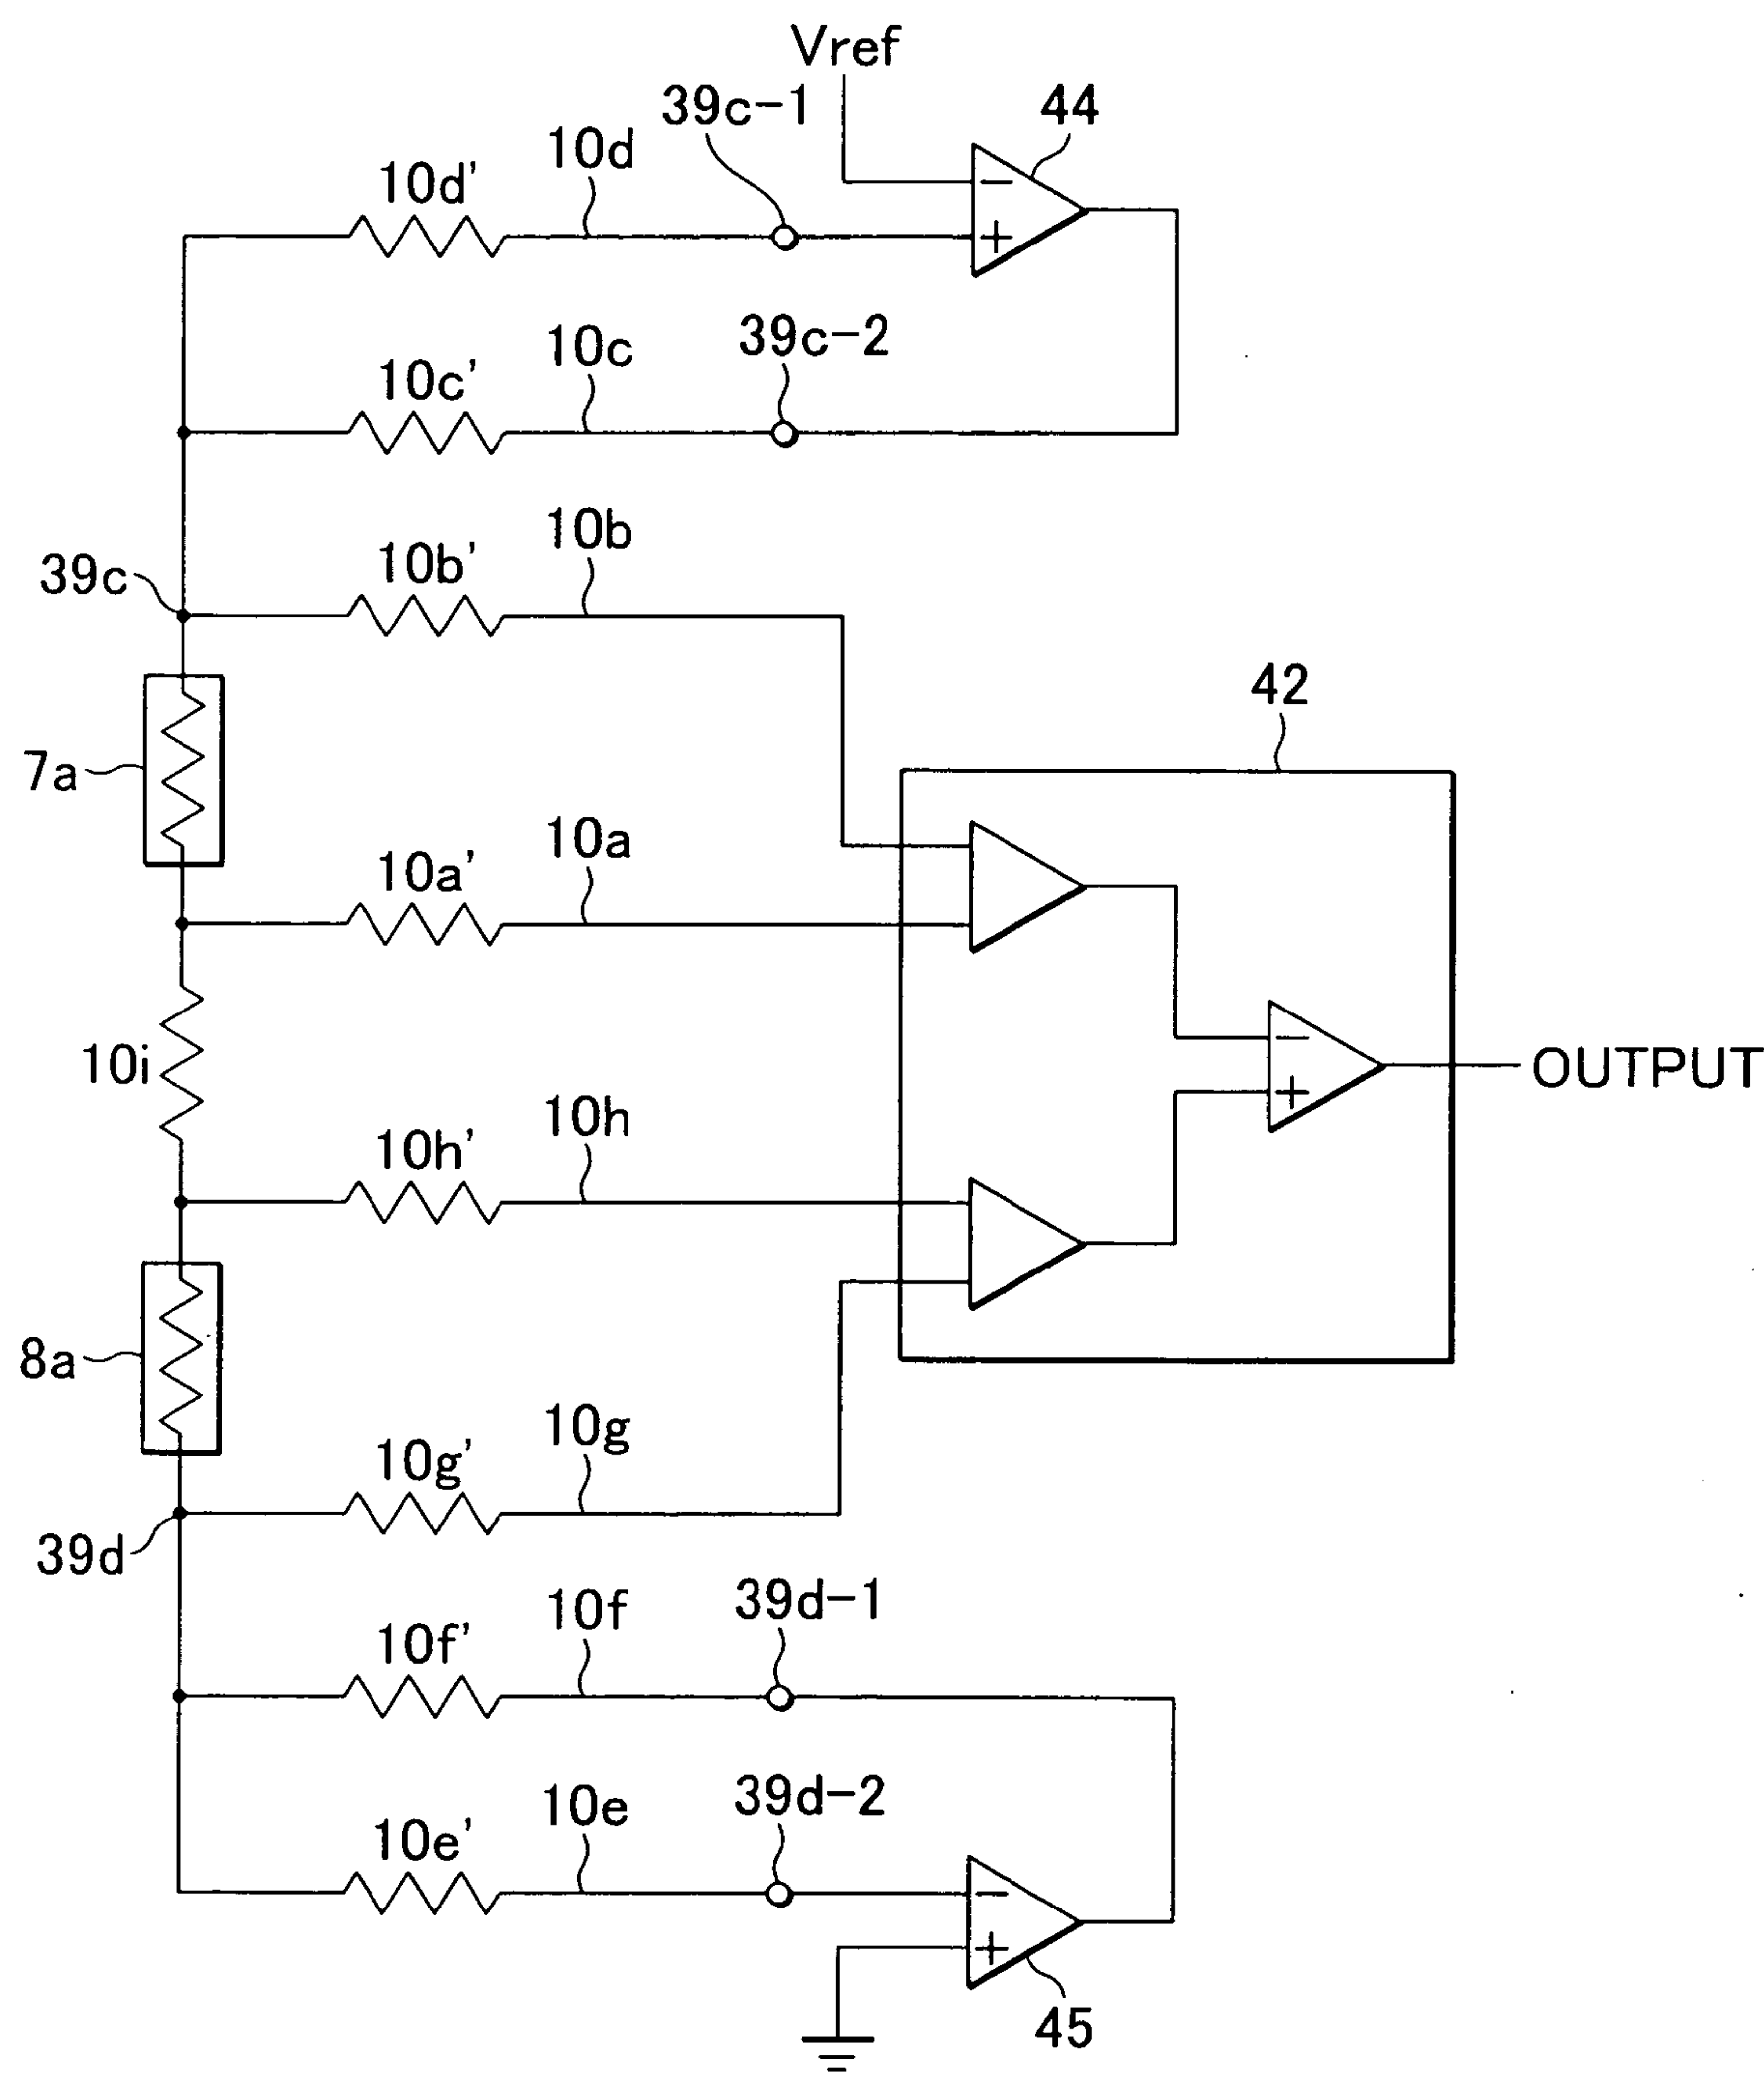 Vref
39c-1
44
10d
10d'
39c-2
10c
10c'
10b
10b'
39c
42
7a
10a
10a'
10i
OUTPUT
10h
10h'
8a
10g
10g'
39d
39d-1
10f
10f'
39d-2
10e
10e'
45
- +
- +
- +